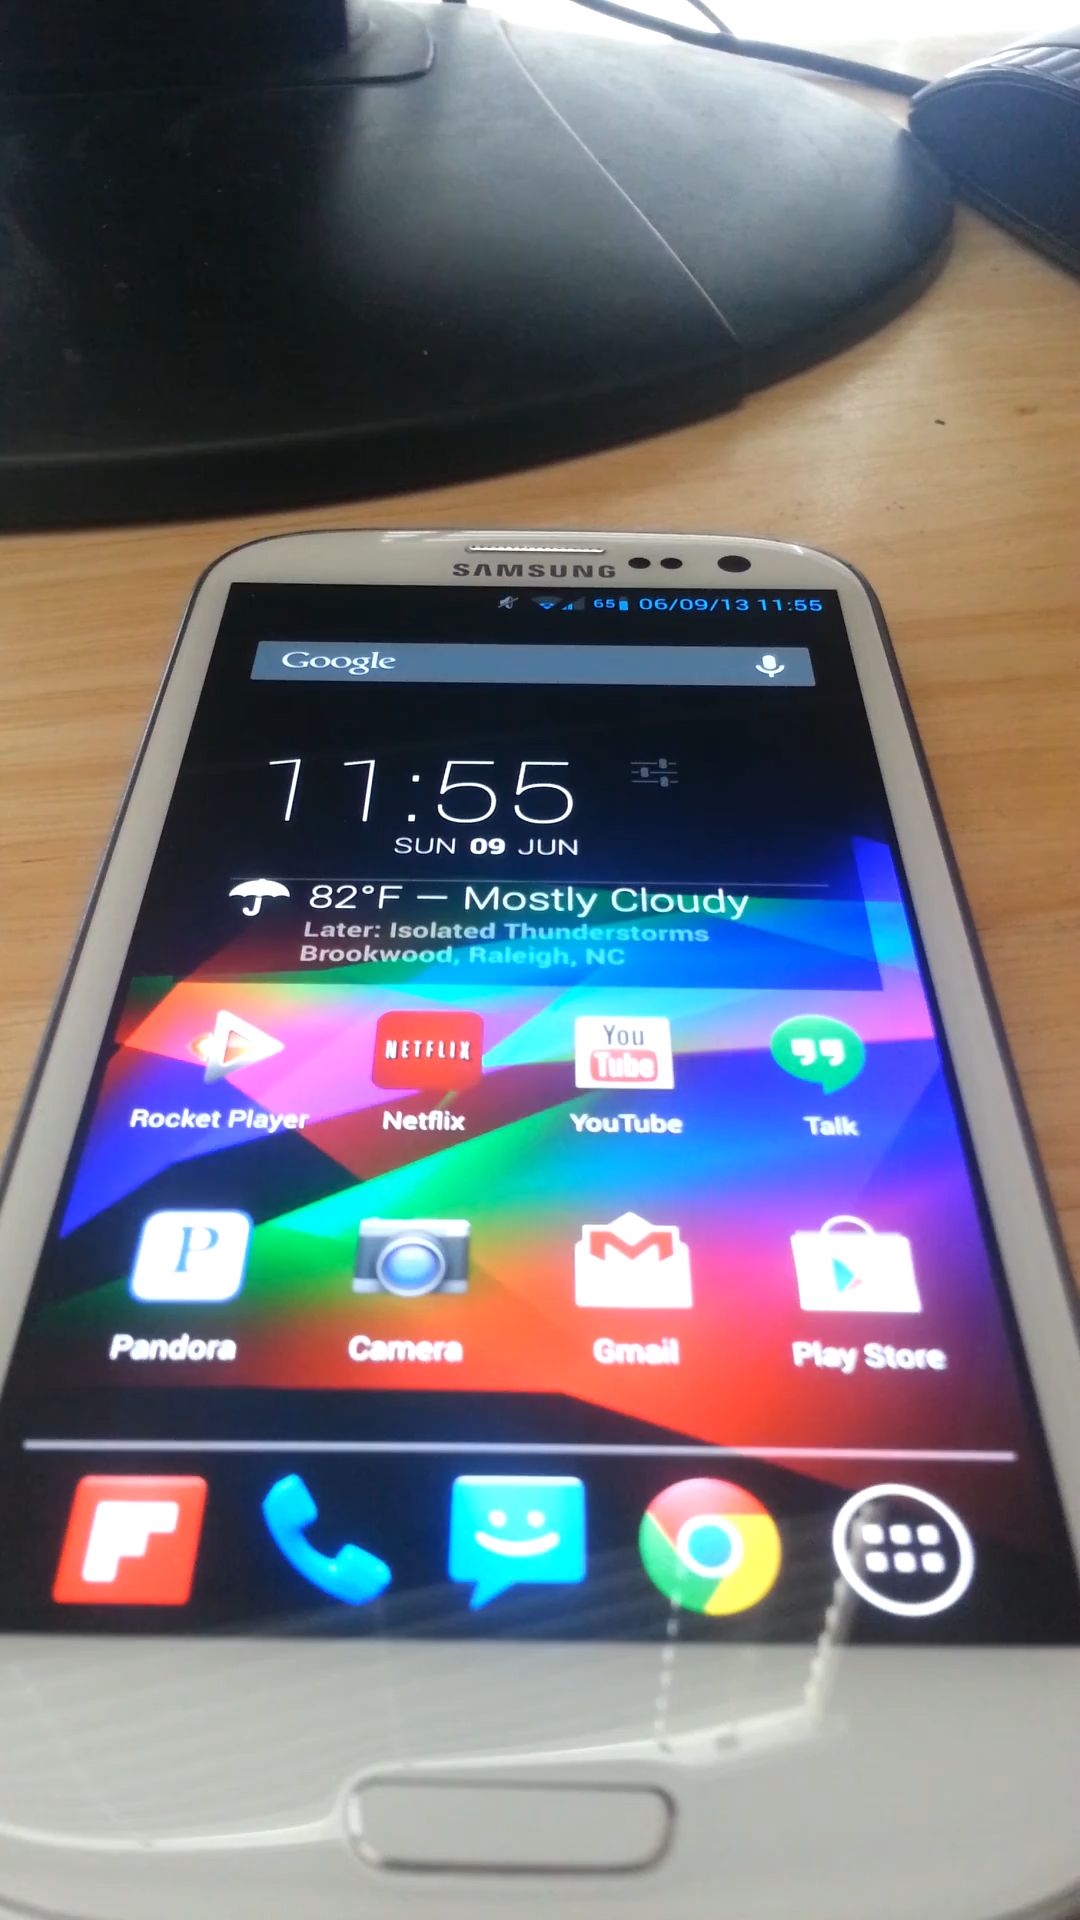 SAMSUNG
65 06/09/13 11:55
Google
11:55
SUN 09 JUN
82°F — Mostly Cloudy
Later: Isolated Thunderstorms
Brookwood, Raleigh, NC
NETFLIX
You
Tube
Rocket Player
Netflix
YouTube
Talk
P
M
Pandora
Camera
Gmail
Play Store